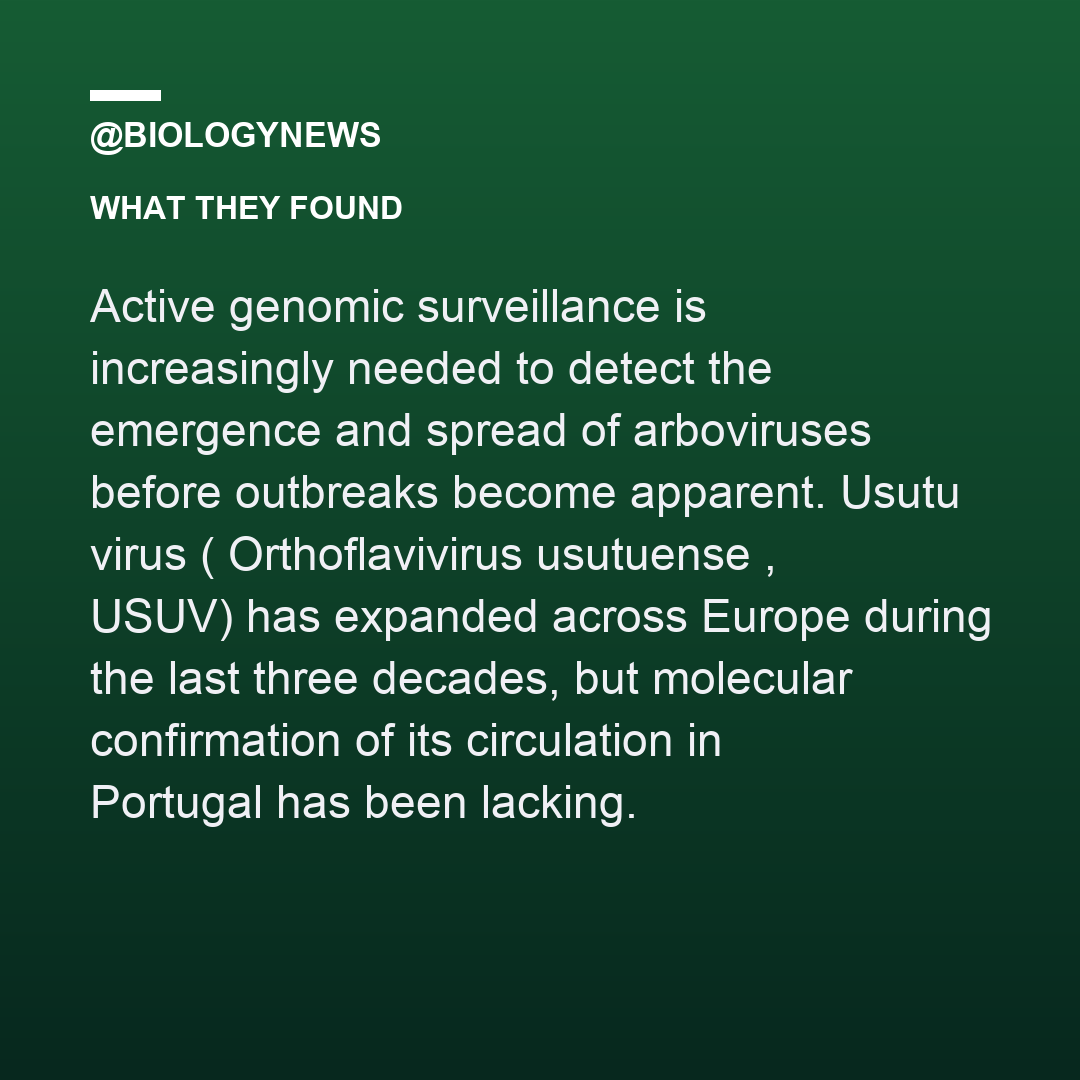 @BIOLOGYNEWS
WHAT THEY FOUND
Active genomic surveillance is
increasingly needed to detect the
emergence and spread of arboviruses
before outbreaks become apparent. Usutu
virus ( Orthoflavivirus usutuense ,
USUV) has expanded across Europe during
the last three decades, but molecular
confirmation of its circulation in
Portugal has been lacking.